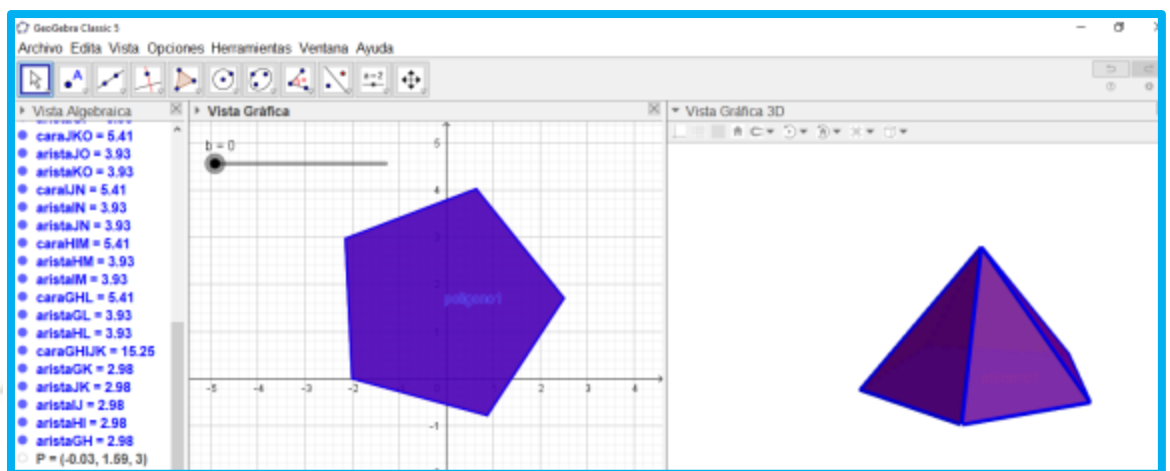 GeoGebra Classic 5
Archivo Edita Vista Opciones Herramientas Ventana Ayuda
A
a=2
Vista Algebraica
Vista Gráfica
Vista Gráfica 3D
caraJKO = 5.41
aristaJO = 3.93
aristaKO = 3.93
caraIJN = 5.41
aristaIN = 3.93
aristaJN = 3.93
caraHIM = 5.41
aristaHM = 3.93
aristaIM = 3.93
caraGHL = 5.41
aristaGL = 3.93
aristaHL = 3.93
caraGHIJK = 15.25
aristaGK = 2.98
aristaJK = 2.98
aristaIJ = 2.98
aristaHI = 2.98
aristaGH = 2.98
P = (-0.03, 1.59, 3)
b = 0
5
4
polígono1
-5 -4 -3 -2 2 3 4
-1